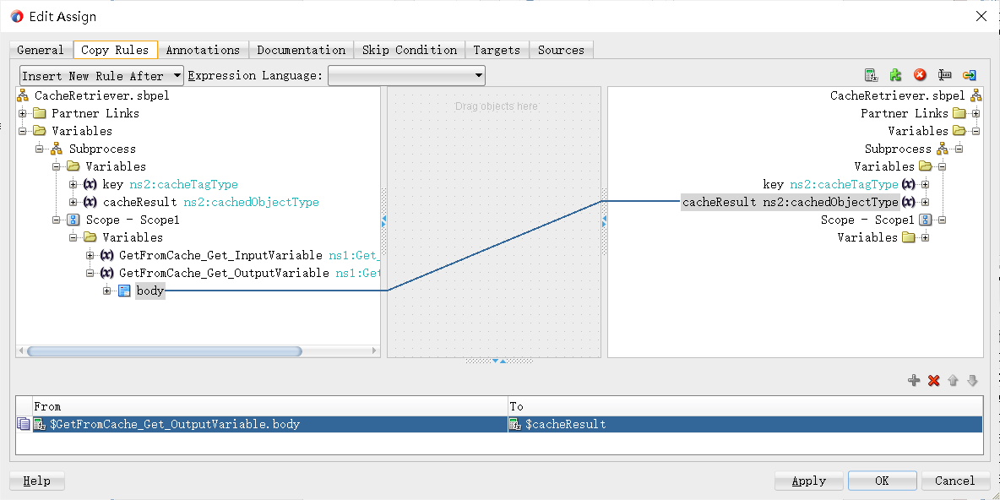 Edit Assign
General Copy Rules Annotations Documentation Skip Condition Targets Sources
Insert New Rule After Expression Language:
CacheRetriever.sbpel
Partner Links
Variables
Subprocess
Variables
key ns2:cacheTagType
cacheResult ns2:cachedObjectType
Scope - Scope1
Variables
GetFromCache_Get_InputVariable ns1:Get_
GetFromCache_Get_OutputVariable ns1:Get
body
Drag objects here
CacheRetriever.sbpel
Partner Links
Variables
Subprocess
Variables
key ns2:cacheTagType
cacheResult ns2:cachedObjectType
Scope - Scope1
Variables
From To
$GetFromCache_Get_OutputVariable.body $cacheResult
Help Apply OK Cancel